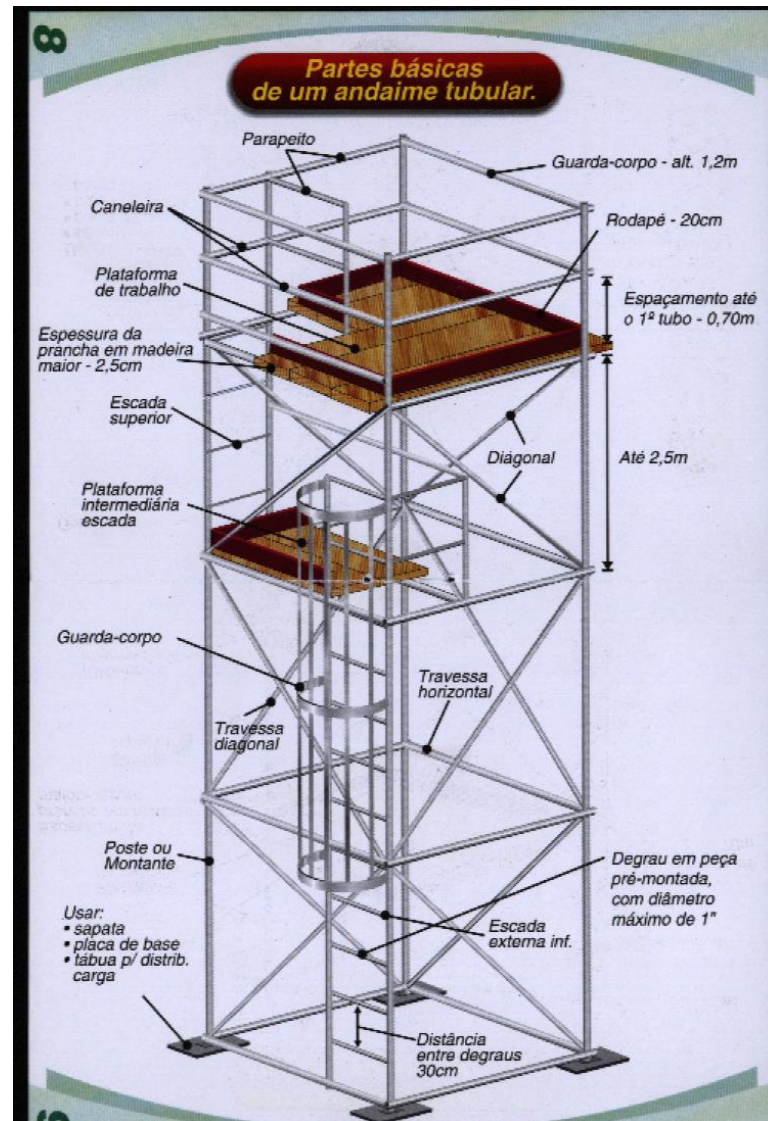 8
Partes básicas
de um andaime tubular.
Parapeito
Guarda-corpo - alt. 1,2m
Caneleira
Rodapé - 20cm
Plataforma
de trabalho
Espaçamento até
o 1º tubo - 0,70m
Espessura da
prancha em madeira
maior - 2,5cm
Escada
superior
Diagonal
Até 2,5m
Plataforma
intermediária
escada
Guarda-corpo
Travessa
horizontal
Travessa
diagonal
Poste ou
Montante
Degrau em peça
pré-montada,
com diâmetro
máximo de 1"
Usar:
• sapata
• placa de base
• tábua p/ distrib.
carga
Escada
externa inf.
Distância
entre degraus
30cm